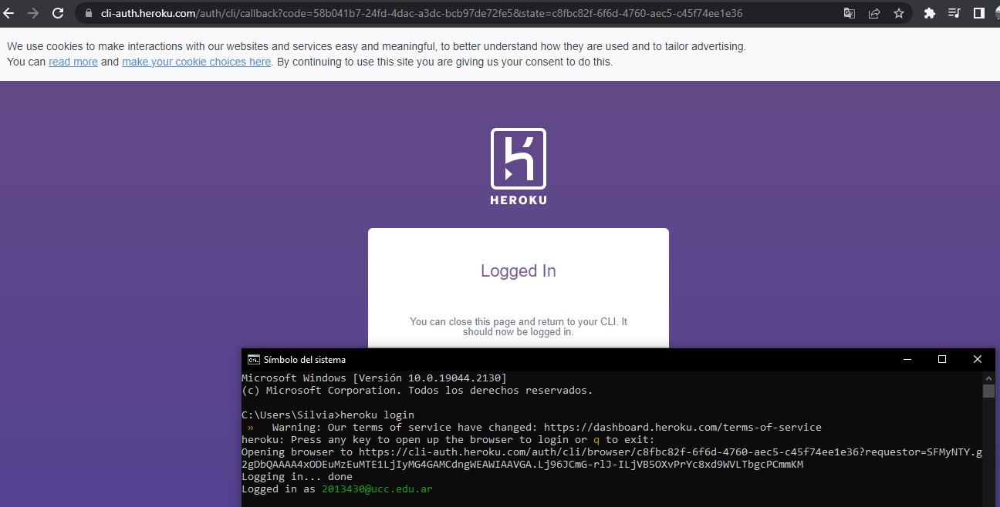 cli-auth.heroku.com/auth/cli/callback?code=58b041b7-24fd-4dac-a3dc-bcb97de72fe5&state=c8fbc82f-6f6d-4760-aec5-c45f74ee1e36
We use cookies to make interactions with our websites and services easy and meaningful, to better understand how they are used and to tailor advertising.
You can read more and make your cookie choices here. By continuing to use this site you are giving us your consent to do this.
HEROKU
Logged In
You can close this page and return to your CLI. It
should now be logged in.
Símbolo del sistema
Microsoft Windows [Versión 10.0.19044.2130]
(c) Microsoft Corporation. Todos los derechos reservados.
C:\Users\Silvia>heroku login
»   Warning: Our terms of service have changed: https://dashboard.heroku.com/terms-of-service
heroku: Press any key to open up the browser to login or q to exit:
Opening browser to https://cli-auth.heroku.com/auth/cli/browser/c8fbc82f-6f6d-4760-aec5-c45f74ee1e36?requestor=SFMyNTY.g
2gDbQAAAA4xODEuMzEuMTE1LjIyMG4GAMCdngWEAWIAAVGA.Lj96JCmG-rlJ-ILjVB5OXvPrYc8xd9WVLTbgcPCmmKM
Logging in... done
Logged in as 2013430@ucc.edu.ar